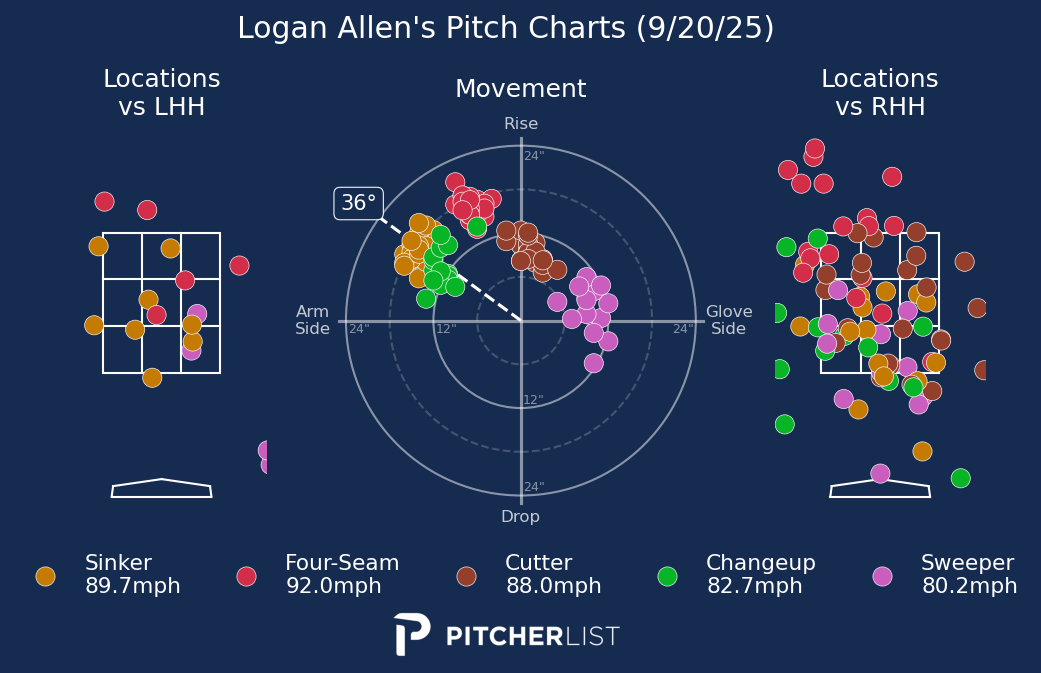 Logan Allen's Pitch Charts (9/20/25)
Locations
vs LHH
Movement
Locations
vs RHH
Rise
24"
36°
Arm
Side
24"
12"
24"
Glove
Side
12"
24"
Drop
Sinker
89.7mph
Four-Seam
92.0mph
Cutter
88.0mph
Changeup
82.7mph
Sweeper
80.2mph
PITCHERLIST